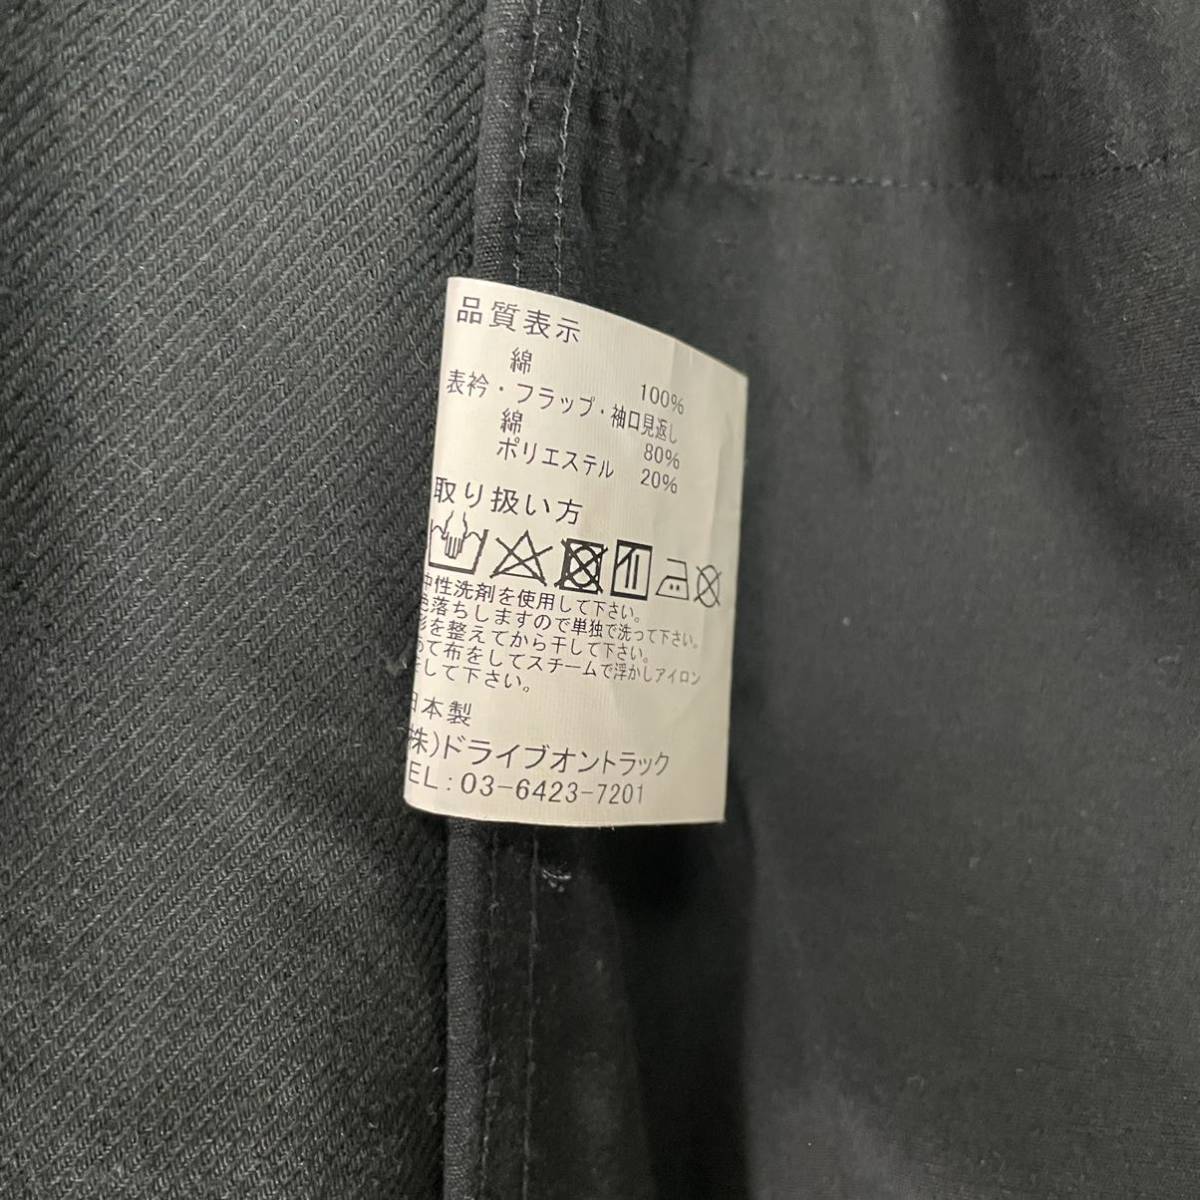 品質表示
綿 100%
表衿・フラップ・袖口見返し
綿 80%
ポリエステル 20%
取り扱い方
中性洗剤を使用して下さい。
色落ちしますので単独で洗って下さい。
形を整えてから干して下さい。
て布をしてスチームで浮かしアイロン
して下さい。
日本製
株)ドライブオントラック
EL:03-6423-7201